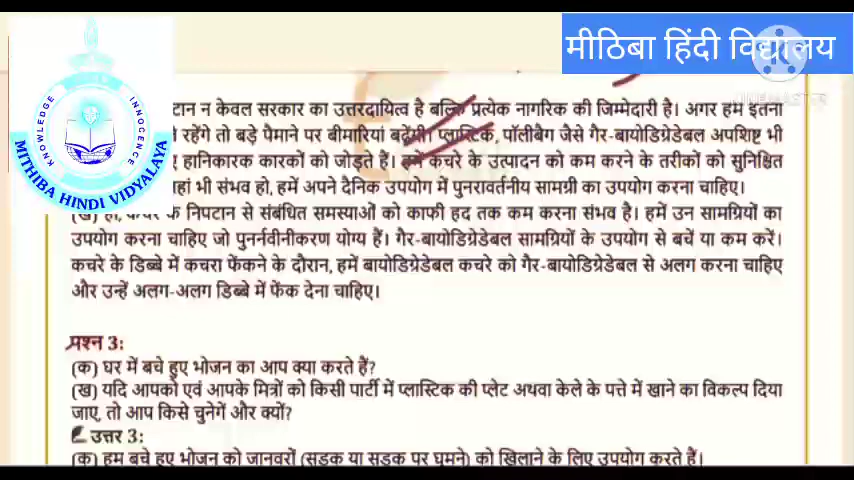 मीठिबा हिंदी विद्यालय
KNOWLEDGE
INNOCENCE
MITHIBA HINDI VIDYALAYA
न केवल सरकार का उत्तरदायित्व है बल्कि प्रत्येक नागरिक की जिम्मेदारी है। अगर हम इतना
रहेंगे तो बड़े पैमाने पर बीमारियां बढ़ेंगी। प्लास्टिक, पॉलीबैग जैसे गैर-बायोडिग्रेडेबल अपशिष्ट भी
हानिकारक कारकों को जोड़ते हैं। हमें कचरे के उत्पादन को कम करने के तरीकों को सुनिश्चित
भी संभव हो, हमें अपने दैनिक उपयोग में पुनरावर्तनीय सामग्री का उपयोग करना चाहिए।
के निपटान से संबंधित समस्याओं को काफी हद तक कम करना संभव है। हमें उन सामग्रियों का
उपयोग करना चाहिए जो पुनर्नवीनीकरण योग्य हैं। गैर-बायोडिग्रेडेबल सामग्रियों के उपयोग से बचें या कम करें।
कचरे के डिब्बे में कचरा फेंकने के दौरान, हमें बायोडिग्रेडेबल कचरे को गैर-बायोडिग्रेडेबल से अलग करना चाहिए
और उन्हें अलग-अलग डिब्बे में फेंक देना चाहिए।
प्रश्न 3:
(क) घर में बचे हुए भोजन का आप क्या करते हैं?
(ख) यदि आपको एवं आपके मित्रों को किसी पार्टी में प्लास्टिक की प्लेट अथवा केले के पत्ते में खाने का विकल्प दिया
जाए, तो आप किसे चुनेगें और क्यों?
उत्तर 3:
(क) हम बचे हुए भोजन को जानवरों (सड़क या सड़क पर घूमने) को खिलाने के लिए उपयोग करते हैं।